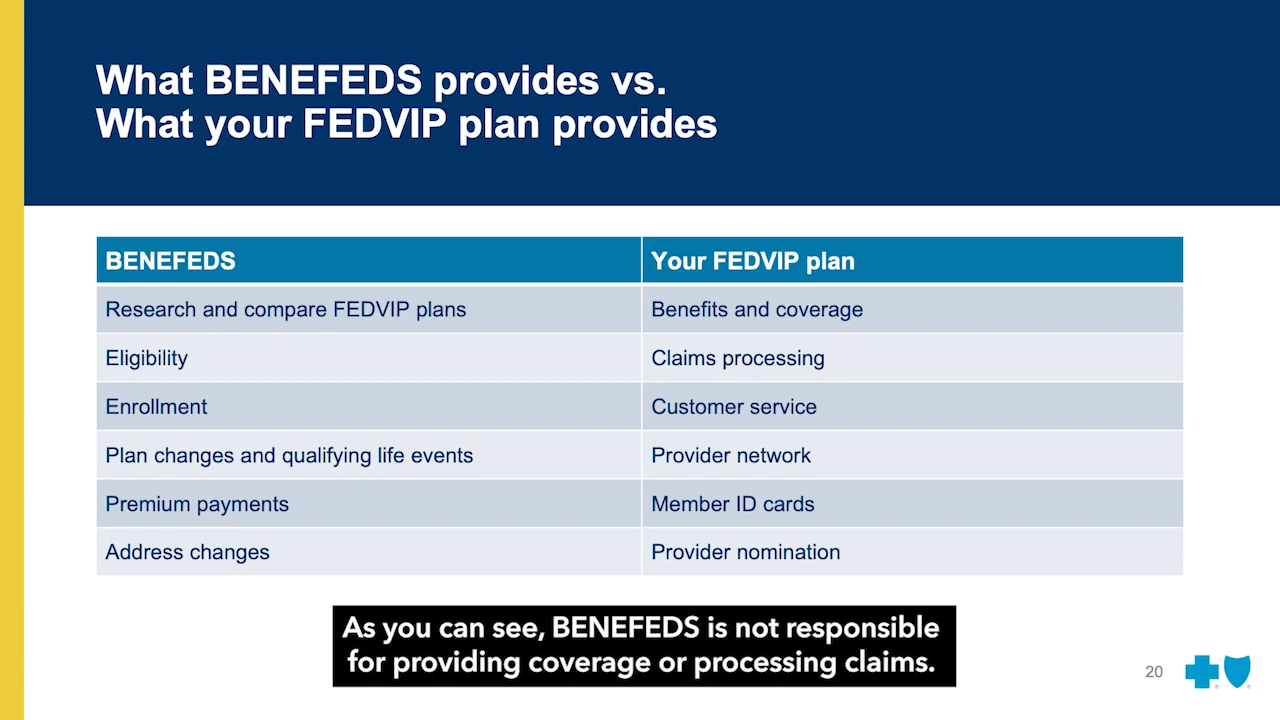 What BENEFEDS provides vs.
What your FEDVIP plan provides
BENEFEDS
Your FEDVIP plan
Research and compare FEDVIP plans
Benefits and coverage
Eligibility
Claims processing
Enrollment
Customer service
Plan changes and qualifying life events
Provider network
Premium payments
Member ID cards
Address changes
Provider nomination
As you can see, BENEFEDS is not responsible
for providing coverage or processing claims.
20
® ®